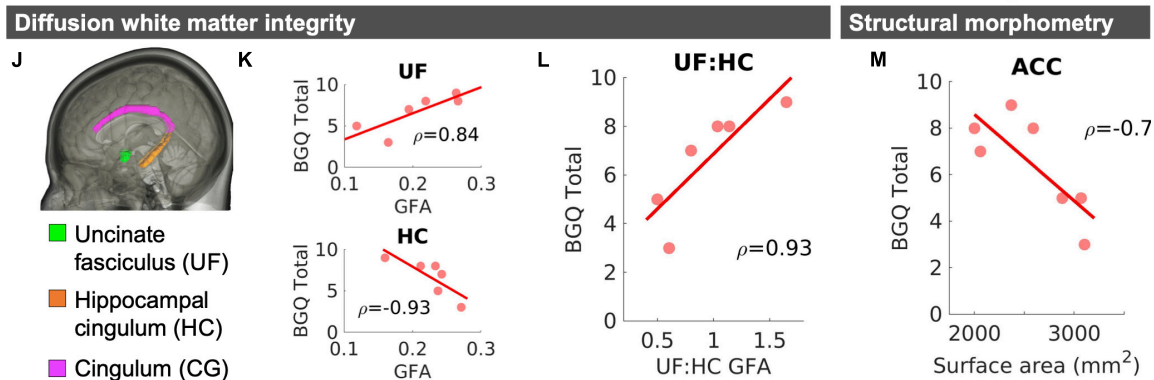 Diffusion white matter integrity
Structural morphometry
J
Uncinate
fasciculus (UF)
Hippocampal
cingulum (HC)
Cingulum (CG)
K
UF
10
5
0
BGQ Total
ρ=0.84
0.1 0.2 0.3
GFA
HC
10
5
0
BGQ Total
ρ=-0.93
0.1 0.2 0.3
GFA
L
UF:HC
10
8
6
4
2
0
BGQ Total
ρ=0.93
0.5 1 1.5
UF:HC GFA
M
ACC
10
8
6
4
2
0
BGQ Total
ρ=-0.7
2000 3000
Surface area (mm²)